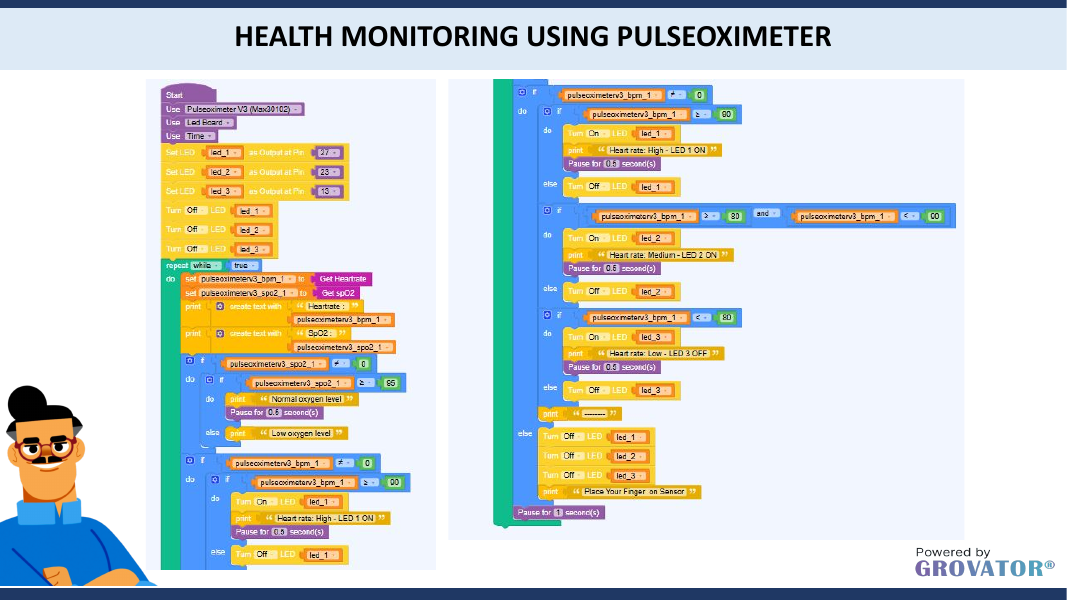 HEALTH MONITORING USING PULSEOXIMETER
Start
Use Pulseoximeter V3 (Max30102)
Use Led Board
Use Time
Set LED led_1 as Output at Pin 27
Set LED led_2 as Output at Pin 23
Set LED led_3 as Output at Pin 13
Turn Off LED led_1
Turn Off LED led_2
Turn Off LED led_3
repeat while true
do set pulseoximeterv3_bpm_1 to Get Heartrate
set pulseoximeterv3_spo2_1 to Get spO2
print create text with “ Heartrate : ”
pulseoximeterv3_bpm_1
print create text with “ SpO2 : ”
pulseoximeterv3_spo2_1
if pulseoximeterv3_spo2_1 ≠ 0
do if pulseoximeterv3_spo2_1 ≥ 95
do print “ Normal oxygen level ”
Pause for 0.5 second(s)
else print “ Low oxygen level ”
if pulseoximeterv3_bpm_1 ≠ 0
do if pulseoximeterv3_bpm_1 ≥ 90
do Turn On LED led_1
print “ Heart rate: High - LED 1 ON ”
Pause for 0.5 second(s)
else Turn Off LED led_1
if pulseoximeterv3_bpm_1 ≠ 0
do if pulseoximeterv3_bpm_1 ≥ 90
do Turn On LED led_1
print “ Heart rate: High - LED 1 ON ”
Pause for 0.5 second(s)
else Turn Off LED led_1
if pulseoximeterv3_bpm_1 ≥ 80 and pulseoximeterv3_bpm_1 < 90
do Turn On LED led_2
print “ Heart rate: Medium - LED 2 ON ”
Pause for 0.5 second(s)
else Turn Off LED led_2
if pulseoximeterv3_bpm_1 < 80
do Turn On LED led_3
print “ Heart rate: Low - LED 3 OFF ”
Pause for 0.5 second(s)
else Turn Off LED led_3
print “ -------- ”
else Turn Off LED led_1
Turn Off LED led_2
Turn Off LED led_3
print “ Place Your Finger on Sensor ”
Pause for 1 second(s)
Powered by
GROVATOR®